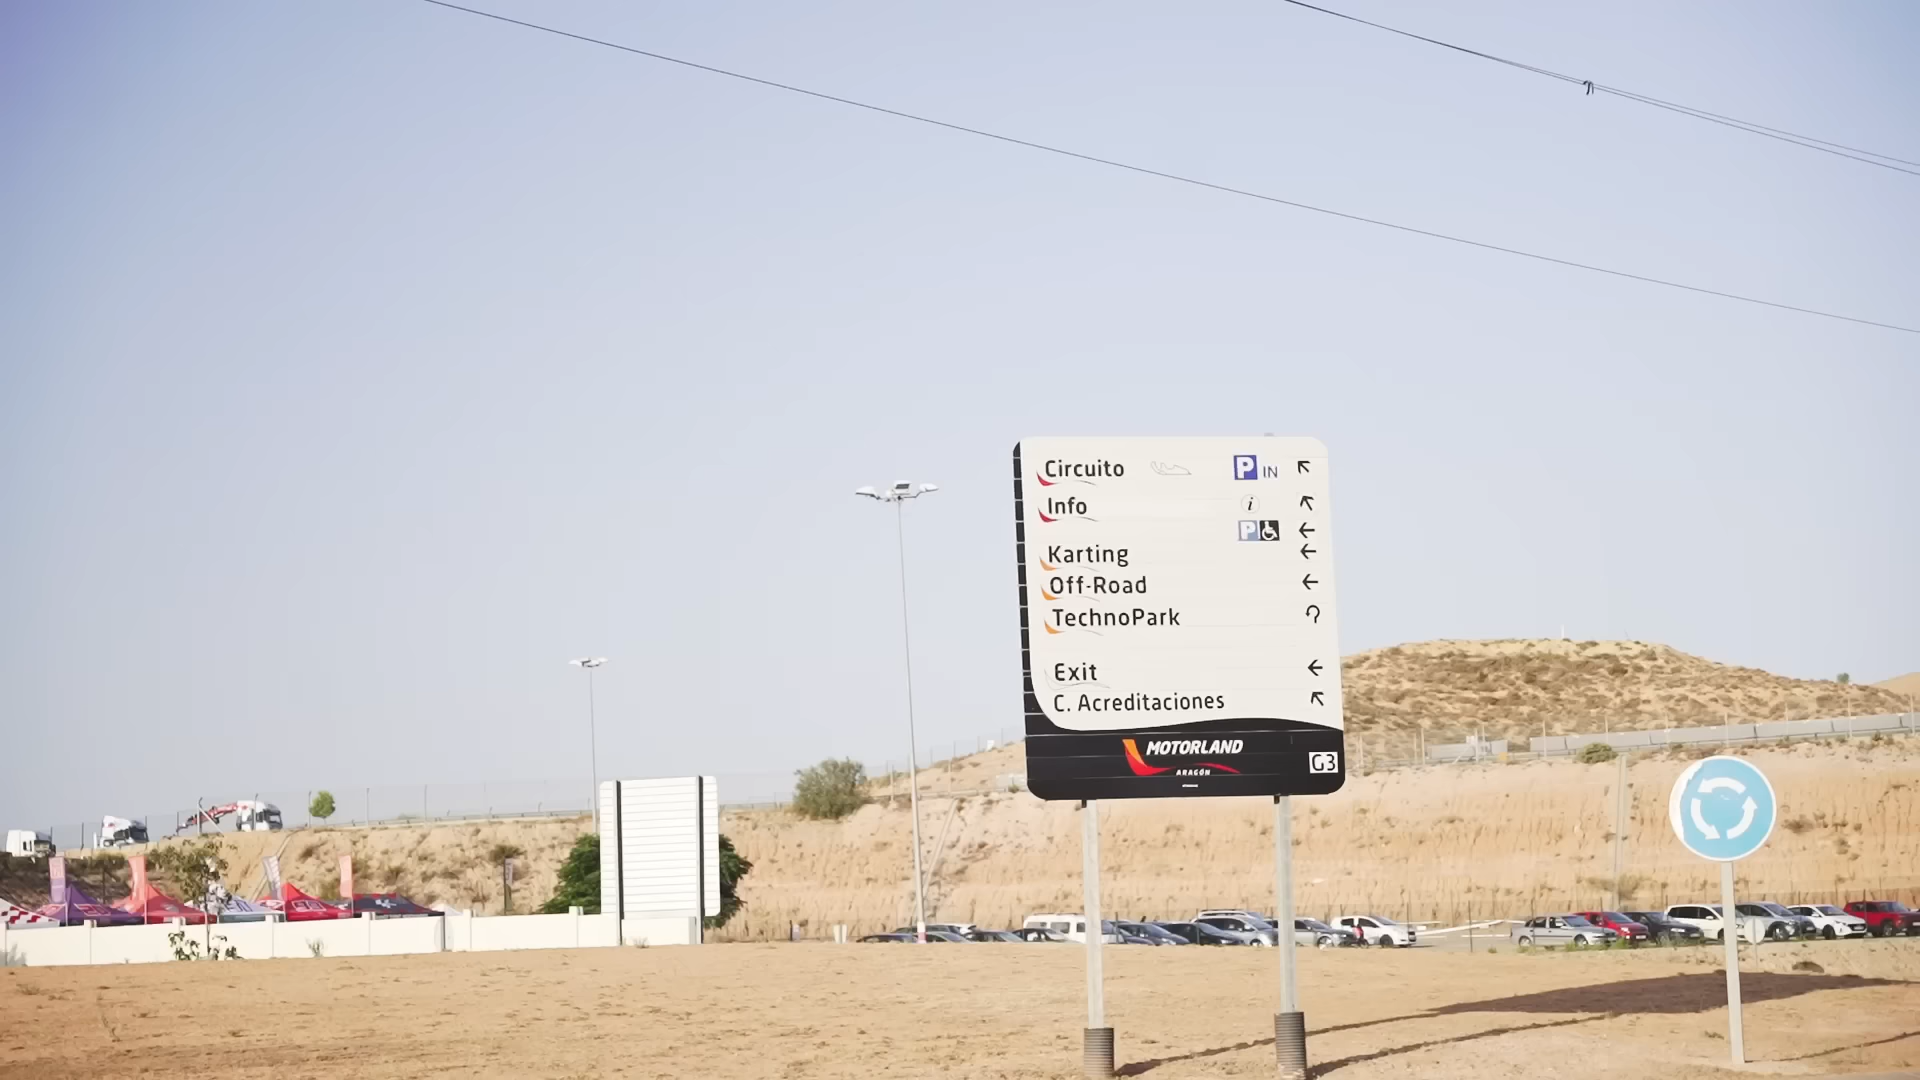 Circuito P IN
Info i
P
Karting
Off-Road
TechnoPark
Exit
C. Acreditaciones
MOTORLAND
ARAGÓN
G3